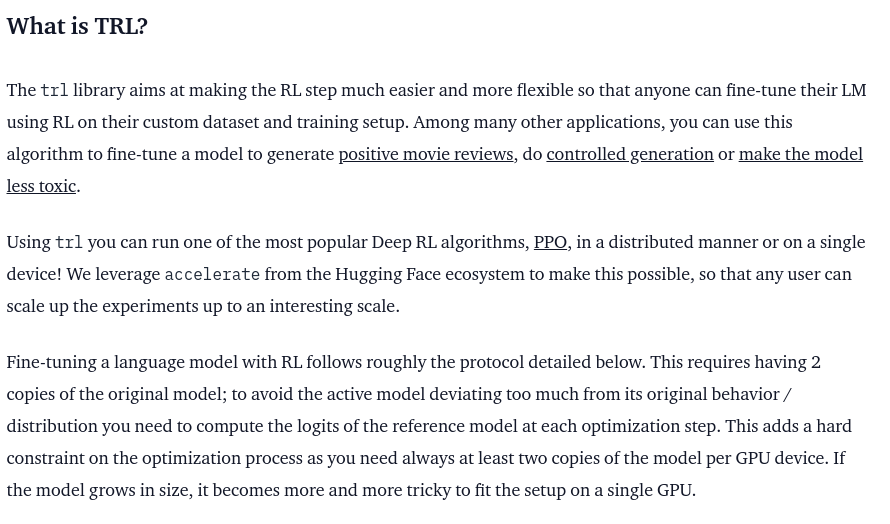 What is TRL?
The trl library aims at making the RL step much easier and more flexible so that anyone can fine-tune their LM
using RL on their custom dataset and training setup. Among many other applications, you can use this
algorithm to fine-tune a model to generate positive movie reviews, do controlled generation or make the model
less toxic.
Using trl you can run one of the most popular Deep RL algorithms, PPO, in a distributed manner or on a single
device! We leverage accelerate from the Hugging Face ecosystem to make this possible, so that any user can
scale up the experiments up to an interesting scale.
Fine-tuning a language model with RL follows roughly the protocol detailed below. This requires having 2
copies of the original model; to avoid the active model deviating too much from its original behavior /
distribution you need to compute the logits of the reference model at each optimization step. This adds a hard
constraint on the optimization process as you need always at least two copies of the model per GPU device. If
the model grows in size, it becomes more and more tricky to fit the setup on a single GPU.